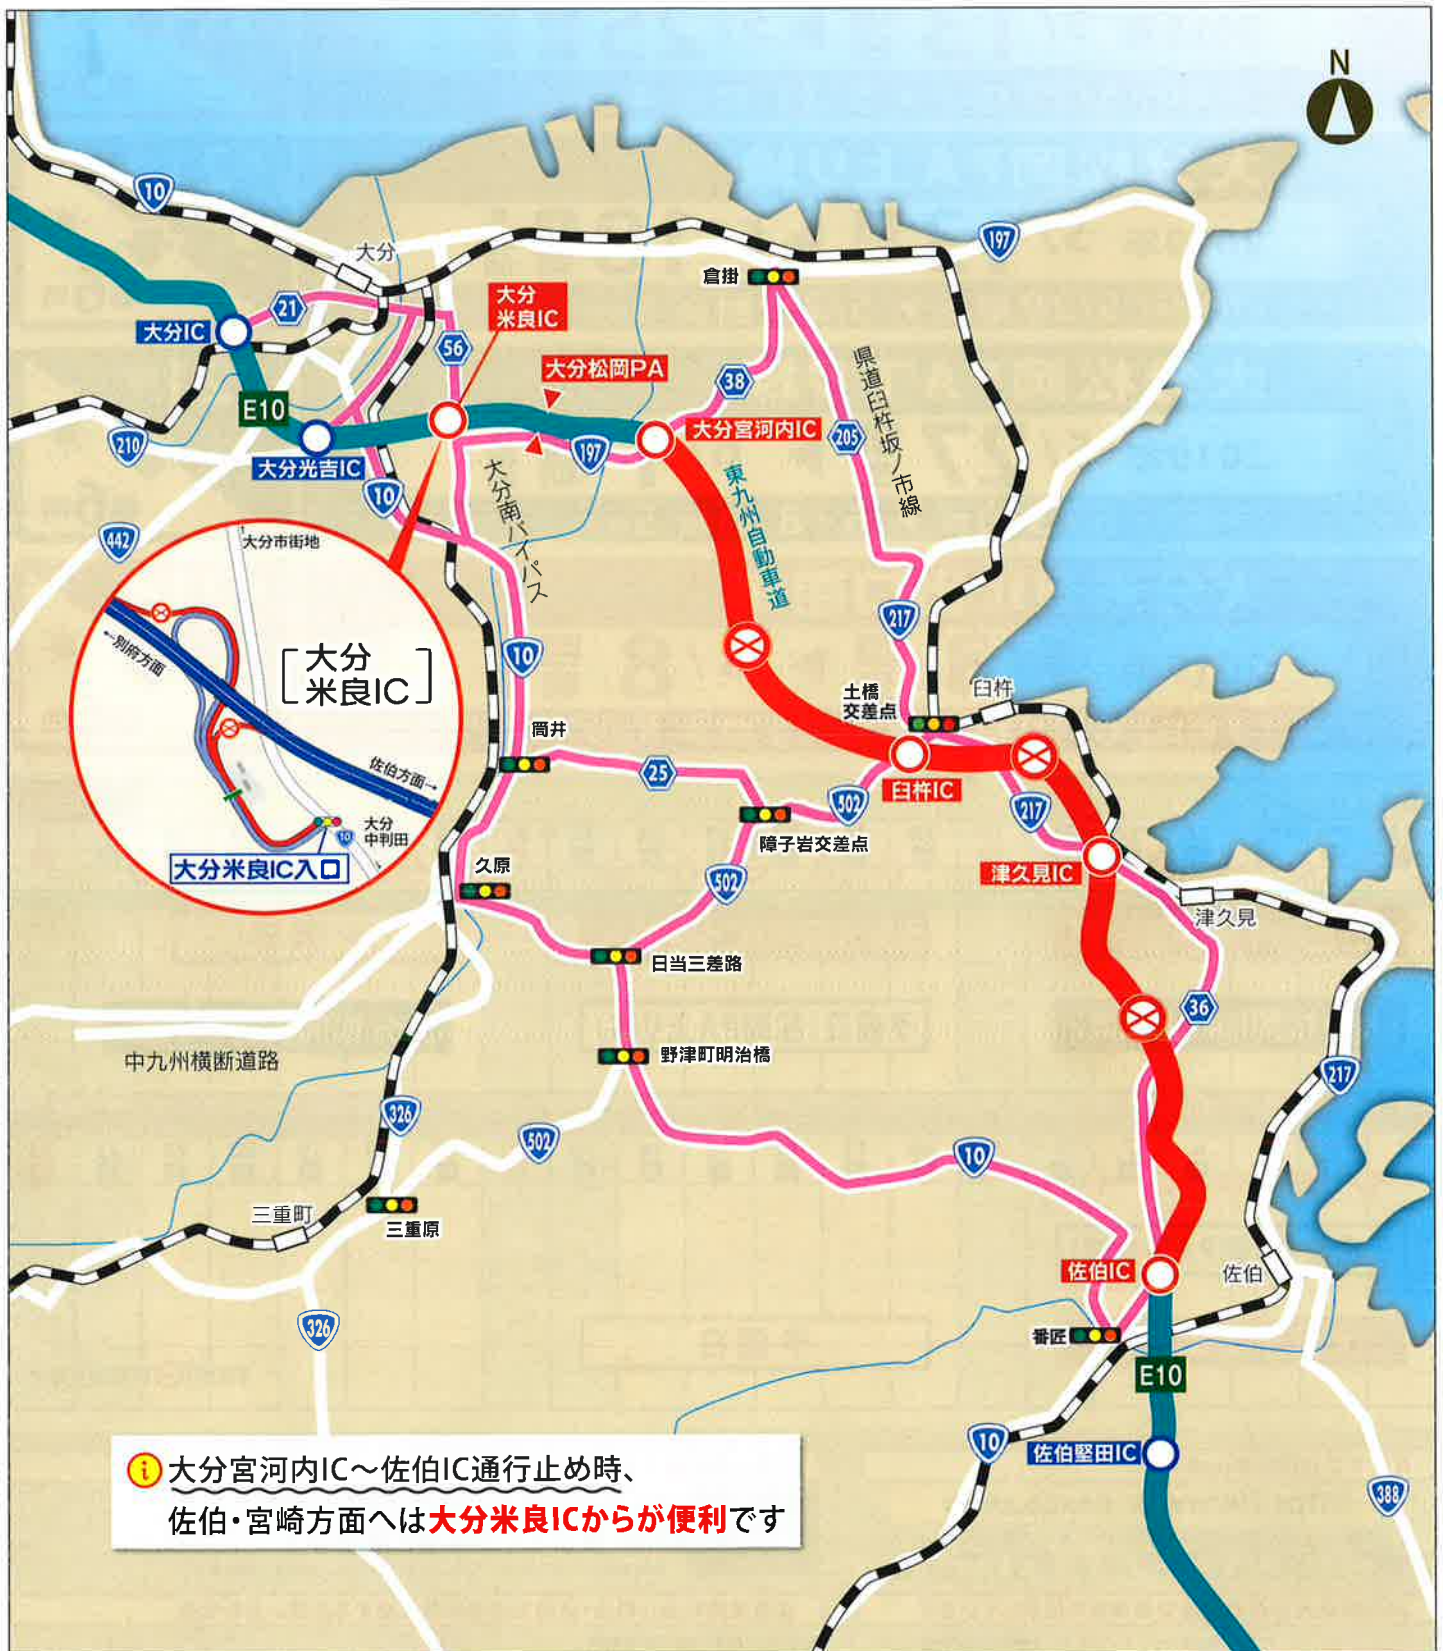 N
10
大分
197
倉掛
大分
米良IC
21
大分IC
56
大分松岡PA
38
県道臼杵坂ノ市線
E10
大分宮河内IC
205
210
大分光吉IC
197
10
大分南バイパス
東九州自動車道
442
大分市街地
217
←別府方面
大分
米良IC
10
土橋
交差点
臼杵
筒井
佐伯方面→
25
臼杵IC
502
217
大分
中判田
10
障子岩交差点
大分米良IC入口
久原
502
津久見IC
津久見
日当三差路
36
中九州横断道路
野津町明治橋
217
326
502
10
三重町
三重原
佐伯IC
佐伯
326
番匠
E10
10
佐伯堅田IC
388
i 大分宮河内IC～佐伯IC通行止め時、
佐伯・宮崎方面へは大分米良ICからが便利です